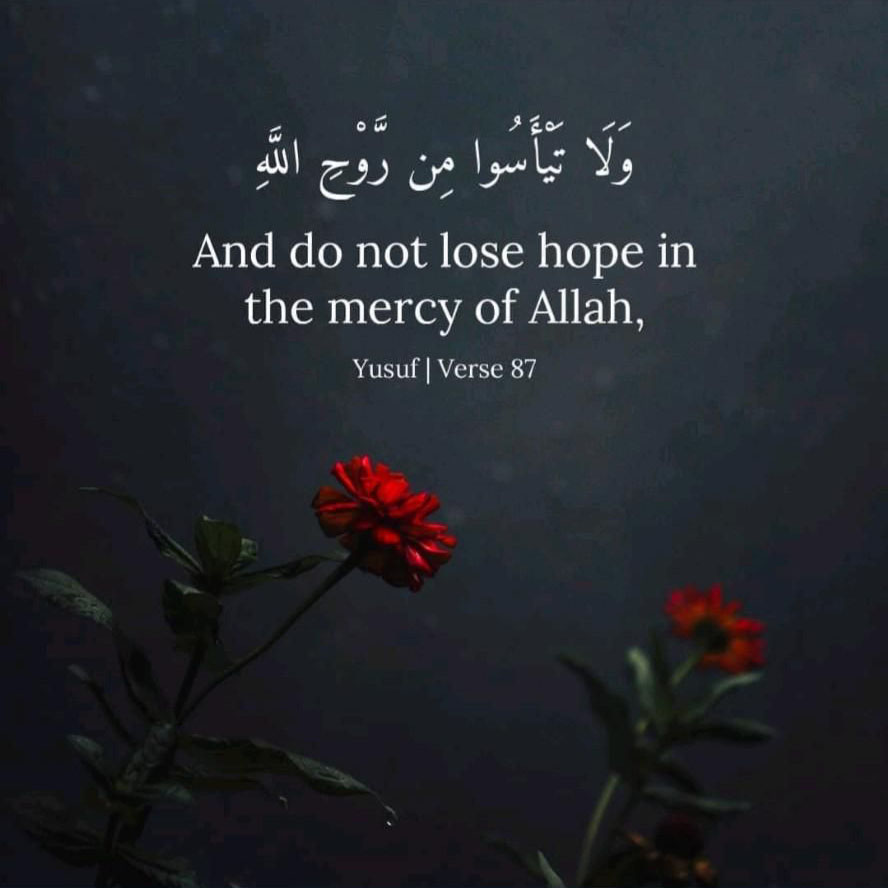 وَلَا تَيْأَسُوا مِن رَّوْحِ اللَّهِ
And do not lose hope in
the mercy of Allah,
Yusuf | Verse 87